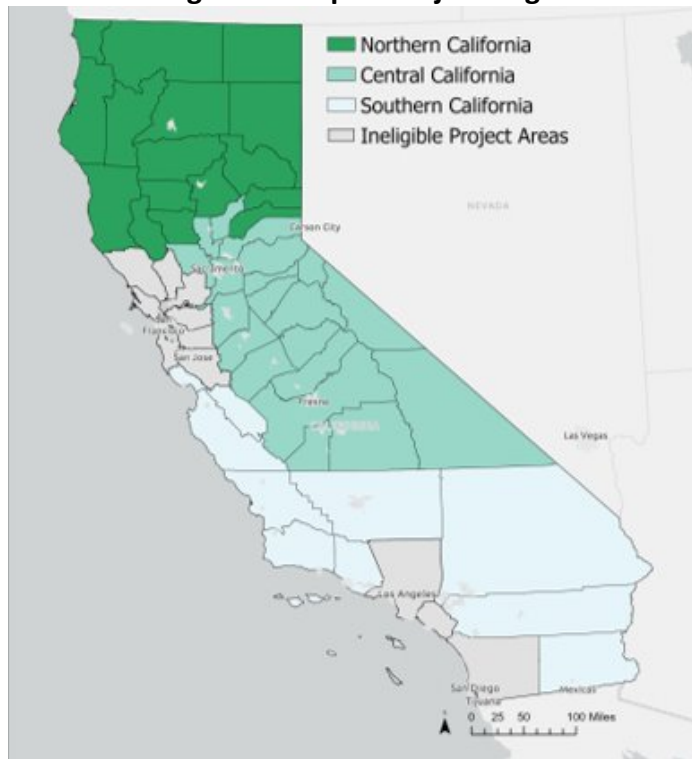 Northern California
Central California
Southern California
Ineligible Project Areas
NEVADA
Carson City
Sacramento
San
Francisco
San Jose
Fresno
CALIFORNIA
Las Vegas
Los Angeles
San Diego
Mexicali
Tijuana
0 25 50 100 Miles